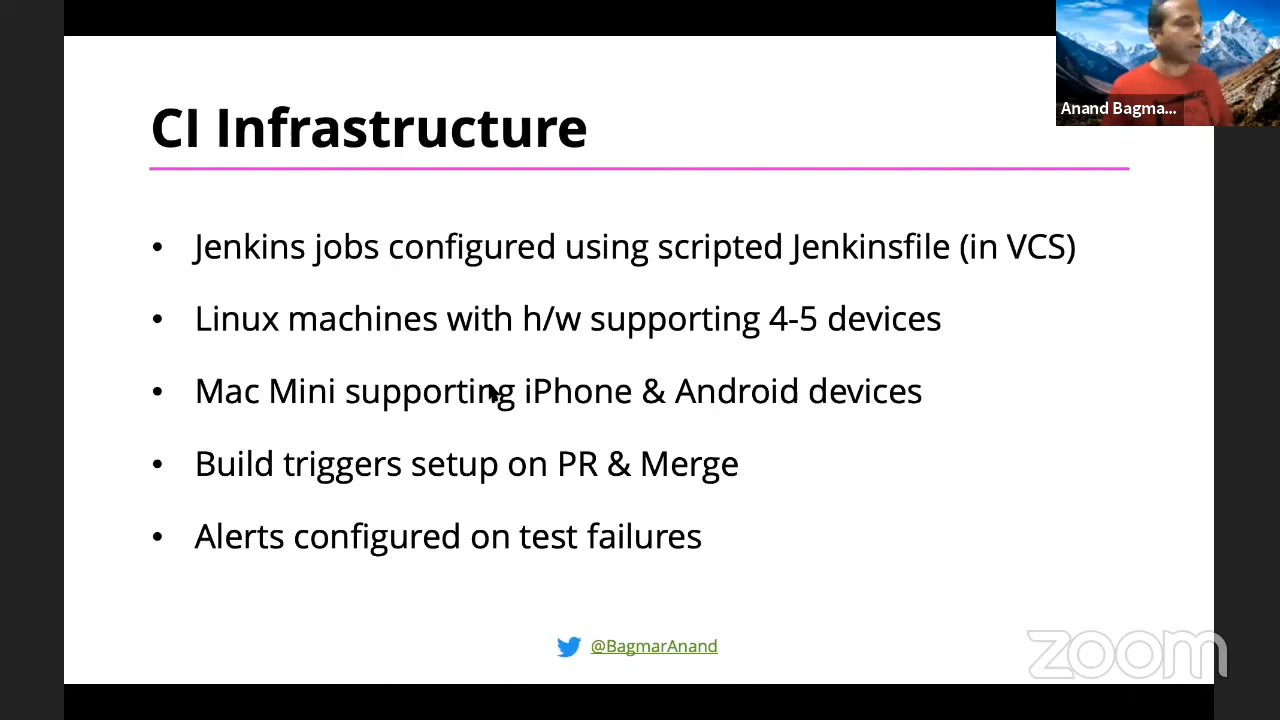 Anand Bagma...
CI Infrastructure
• Jenkins jobs configured using scripted Jenkinsfile (in VCS)
• Linux machines with h/w supporting 4-5 devices
• Mac Mini supporting iPhone & Android devices
• Build triggers setup on PR & Merge
• Alerts configured on test failures
@BagmarAnand
zoom